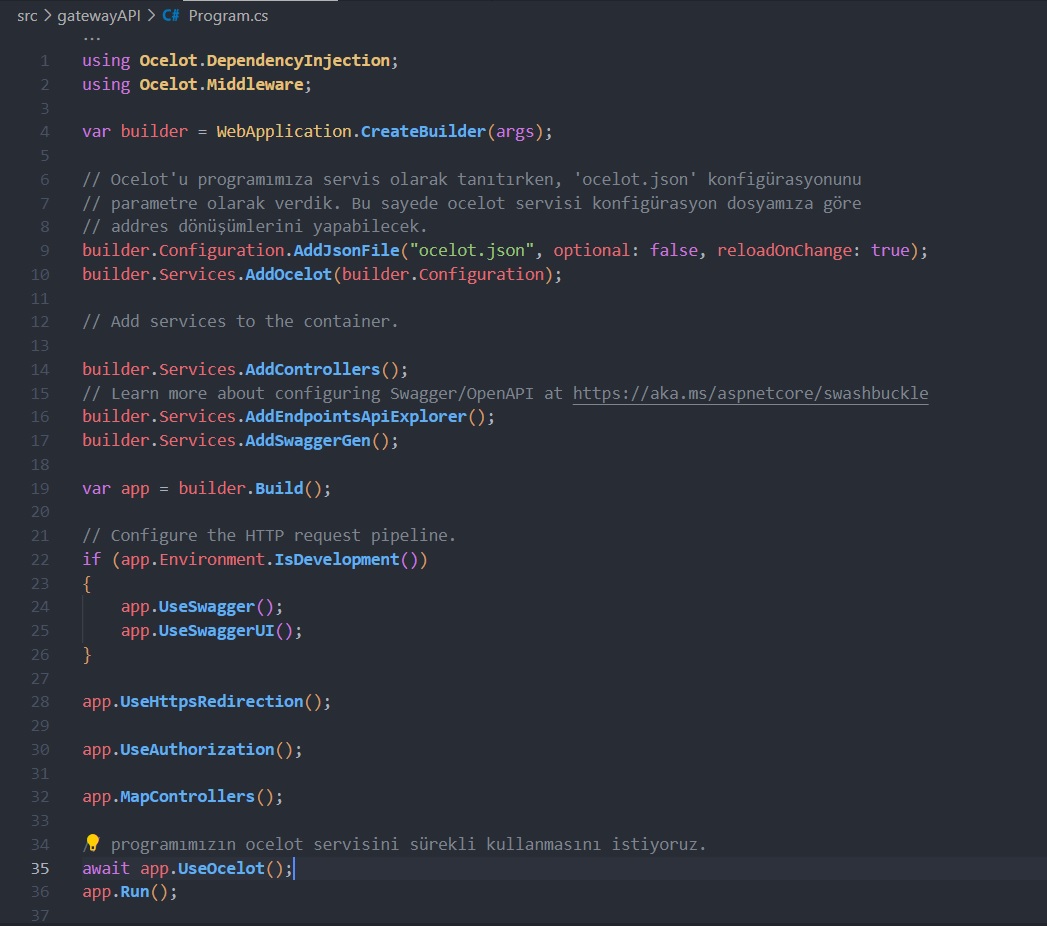 src > gatewayAPI > C# Program.cs
...
1 using Ocelot.DependencyInjection;
2 using Ocelot.Middleware;
3
4 var builder = WebApplication.CreateBuilder(args);
5
6 // Ocelot'u programımıza servis olarak tanıtırken, 'ocelot.json' konfigürasyonunu
7 // parametre olarak verdik. Bu sayede ocelot servisi konfigürasyon dosyamıza göre
8 // addres dönüşümlerini yapabilecek.
9 builder.Configuration.AddJsonFile("ocelot.json", optional: false, reloadOnChange: true);
10 builder.Services.AddOcelot(builder.Configuration);
11
12 // Add services to the container.
13
14 builder.Services.AddControllers();
15 // Learn more about configuring Swagger/OpenAPI at https://aka.ms/aspnetcore/swashbuckle
16 builder.Services.AddEndpointsApiExplorer();
17 builder.Services.AddSwaggerGen();
18
19 var app = builder.Build();
20
21 // Configure the HTTP request pipeline.
22 if (app.Environment.IsDevelopment())
23 {
24 app.UseSwagger();
25 app.UseSwaggerUI();
26 }
27
28 app.UseHttpsRedirection();
29
30 app.UseAuthorization();
31
32 app.MapControllers();
33
34 // programımızın ocelot servisini sürekli kullanmasını istiyoruz.
35 await app.UseOcelot();
36 app.Run();
37